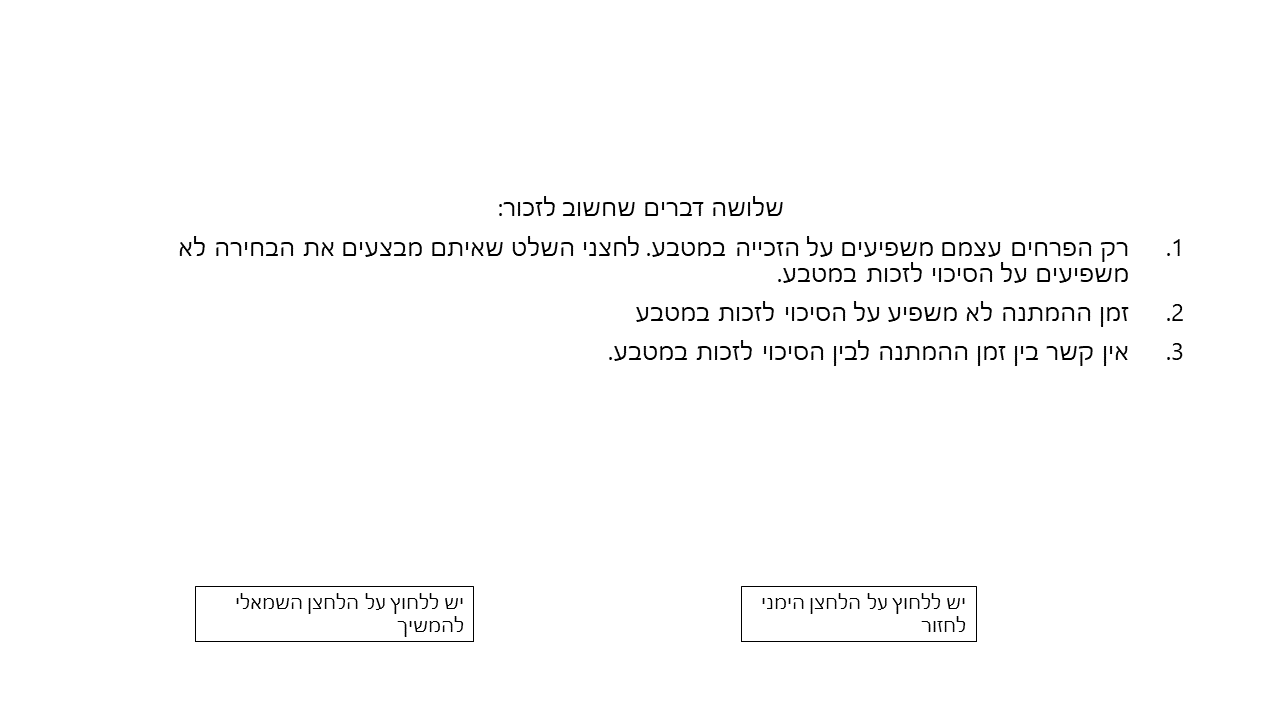 שלושה דברים שחשוב לזכור:
1. רק הפרחים עצמם משפיעים על הזכייה במטבע. לחצני השלט שאיתם מבצעים את הבחירה לא
משפיעים על הסיכוי לזכות במטבע.
2. זמן ההמתנה לא משפיע על הסיכוי לזכות במטבע
3. אין קשר בין זמן ההמתנה לבין הסיכוי לזכות במטבע.
יש ללחוץ על הלחצן הימני
לחזור
יש ללחוץ על הלחצן השמאלי
להמשיך